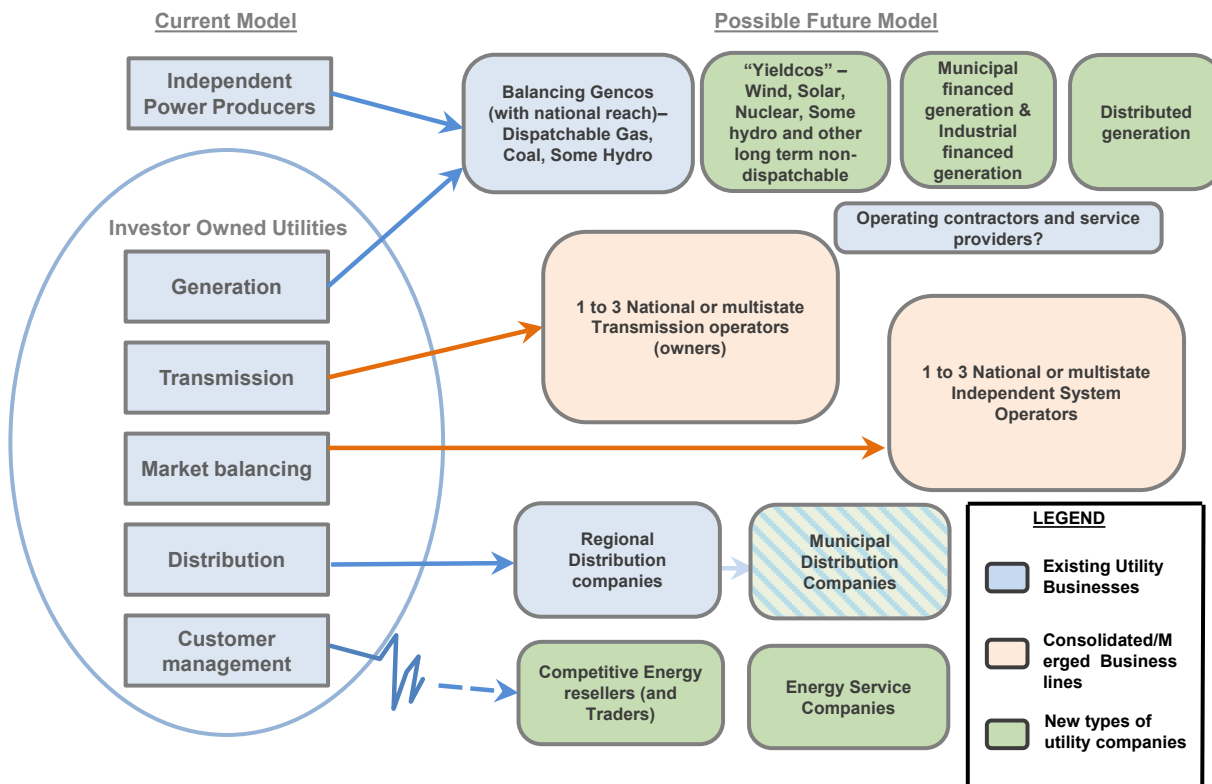 Current Model
Possible Future Model
Independent
Power Producers
Balancing Gencos
(with national reach)–
Dispatchable Gas,
Coal, Some Hydro
“Yieldcos” –
Wind, Solar,
Nuclear, Some
hydro and other
long term non-
dispatchable
Municipal
financed
generation &
Industrial
financed
generation
Distributed
generation
Operating contractors and service
providers?
Investor Owned Utilities
Generation
Transmission
Market balancing
Distribution
Customer
management
1 to 3 National or multistate
Transmission operators
(owners)
1 to 3 National or multistate
Independent System
Operators
Regional
Distribution
companies
Municipal
Distribution
Companies
Competitive Energy
resellers (and
Traders)
Energy Service
Companies
LEGEND
Existing Utility
Businesses
Consolidated/M
erged Business
lines
New types of
utility companies